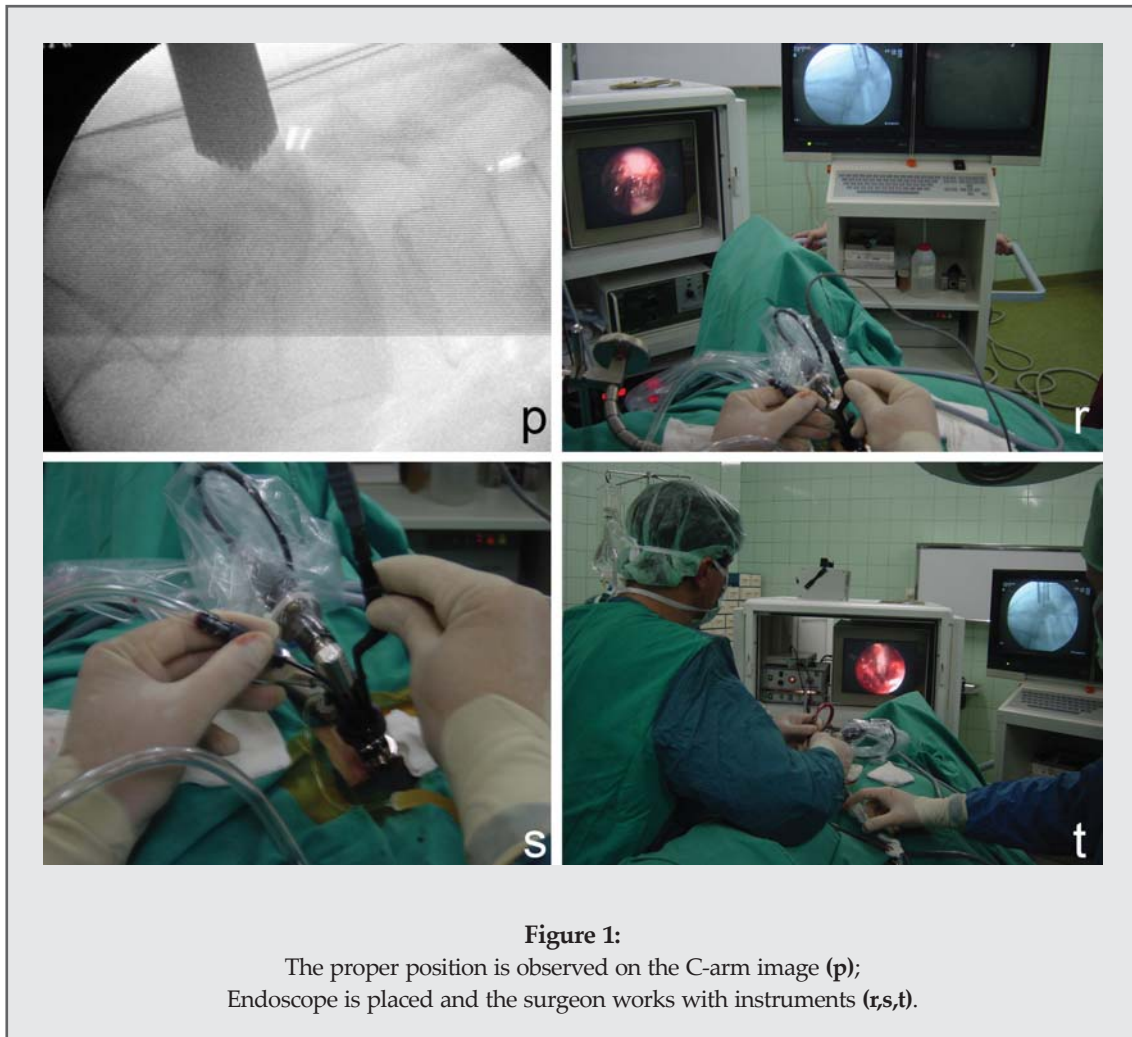 p
r
s
t
Figure 1:
The proper position is observed on the C-arm image (p);
Endoscope is placed and the surgeon works with instruments (r,s,t).